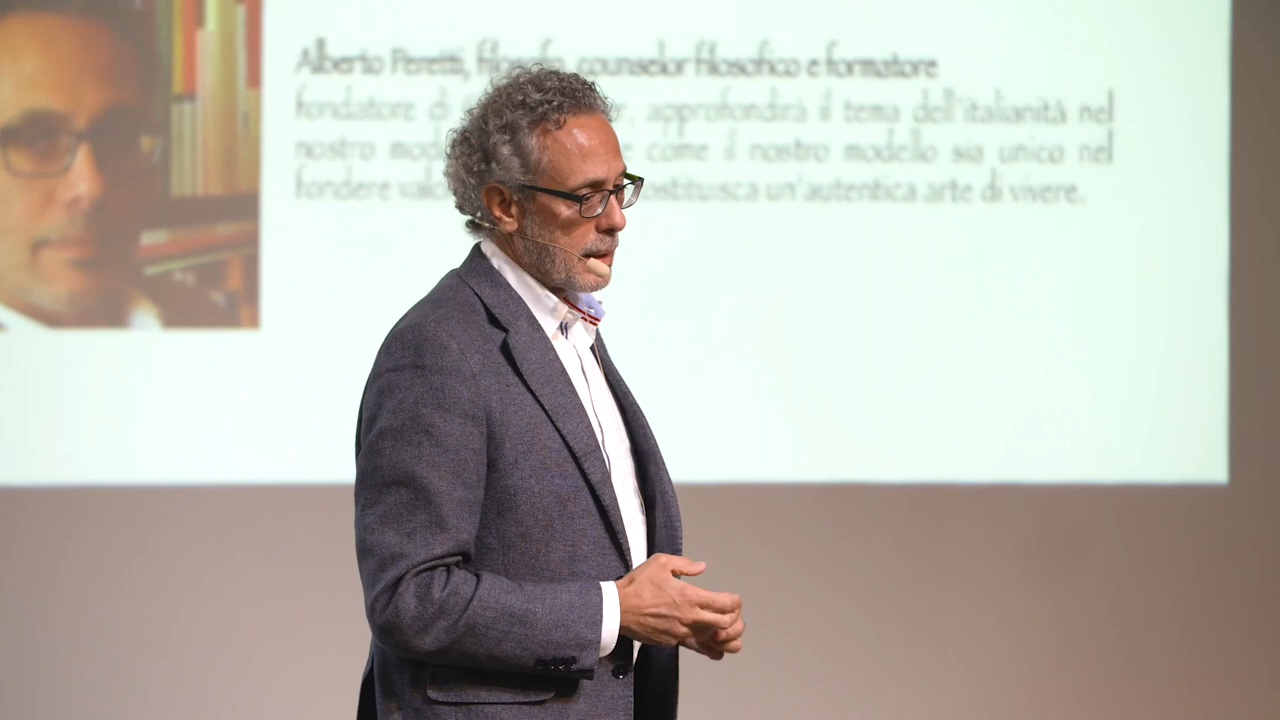 Alberto Peretti, filosofo, counselor filosofico e formatore
fondatore di approfondirà il tema dell'italianità nel
nostro come il nostro modello sia unico nel
fondere un'autentica arte di vivere.